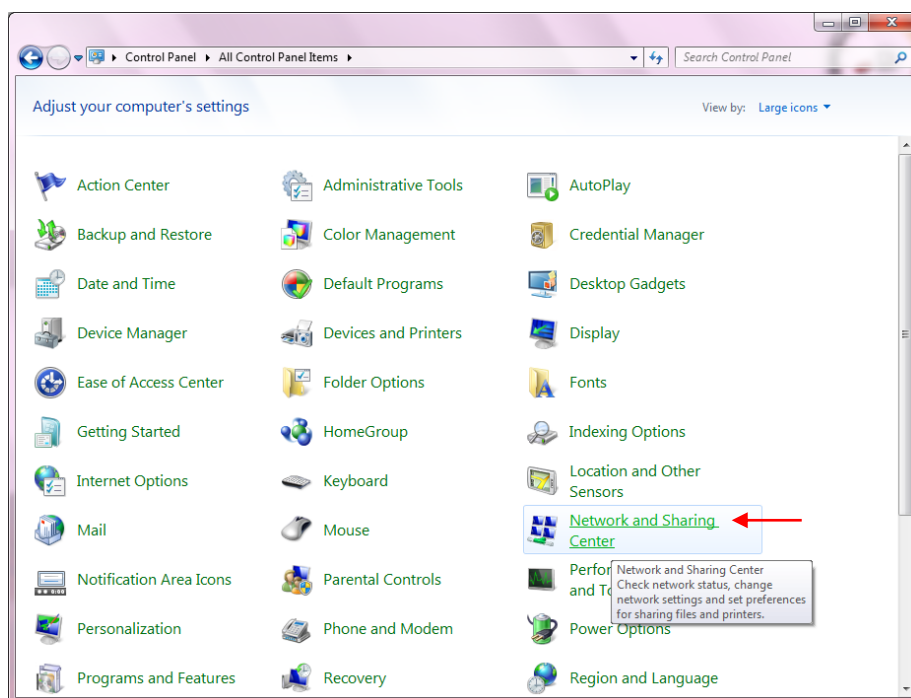 Control Panel All Control Panel Items Search Control Panel
Adjust your computer's settings View by: Large icons
Action Center Administrative Tools AutoPlay
Backup and Restore Color Management Credential Manager
Date and Time Default Programs Desktop Gadgets
Device Manager Devices and Printers Display
Ease of Access Center Folder Options Fonts
Getting Started HomeGroup Indexing Options
Internet Options Keyboard Location and Other
Sensors
Mail Mouse Network and Sharing
Center
Notification Area Icons Parental Controls Perfor
and To
Network and Sharing Center
Check network status, change
network settings and set preferences
for sharing files and printers.
Personalization Phone and Modem Power Options
Programs and Features Recovery Region and Language